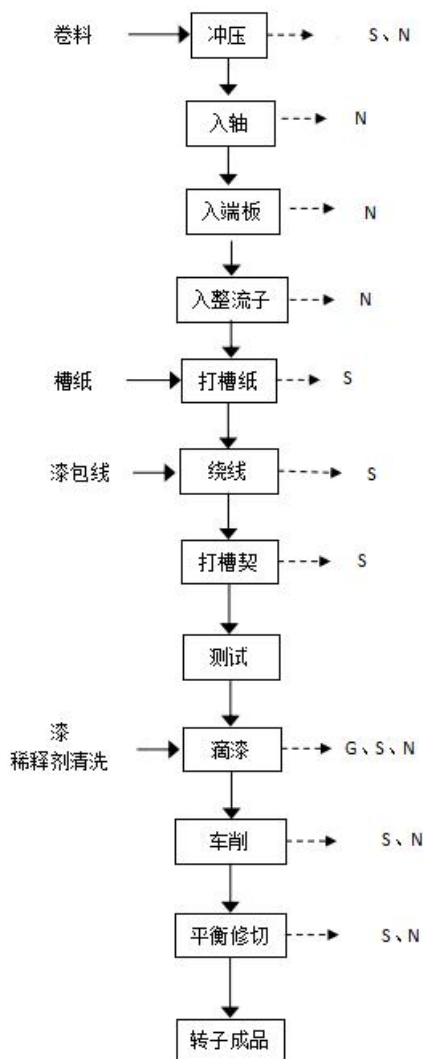 卷料 冲压 S、N
入轴 N
入端板 N
入整流子 N
槽纸 打槽纸 S
漆包线 绕线 S
打槽契 S
测试
漆
稀释剂清洗 滴漆 G、S、N
车削 S、N
平衡修切 S、N
转子成品